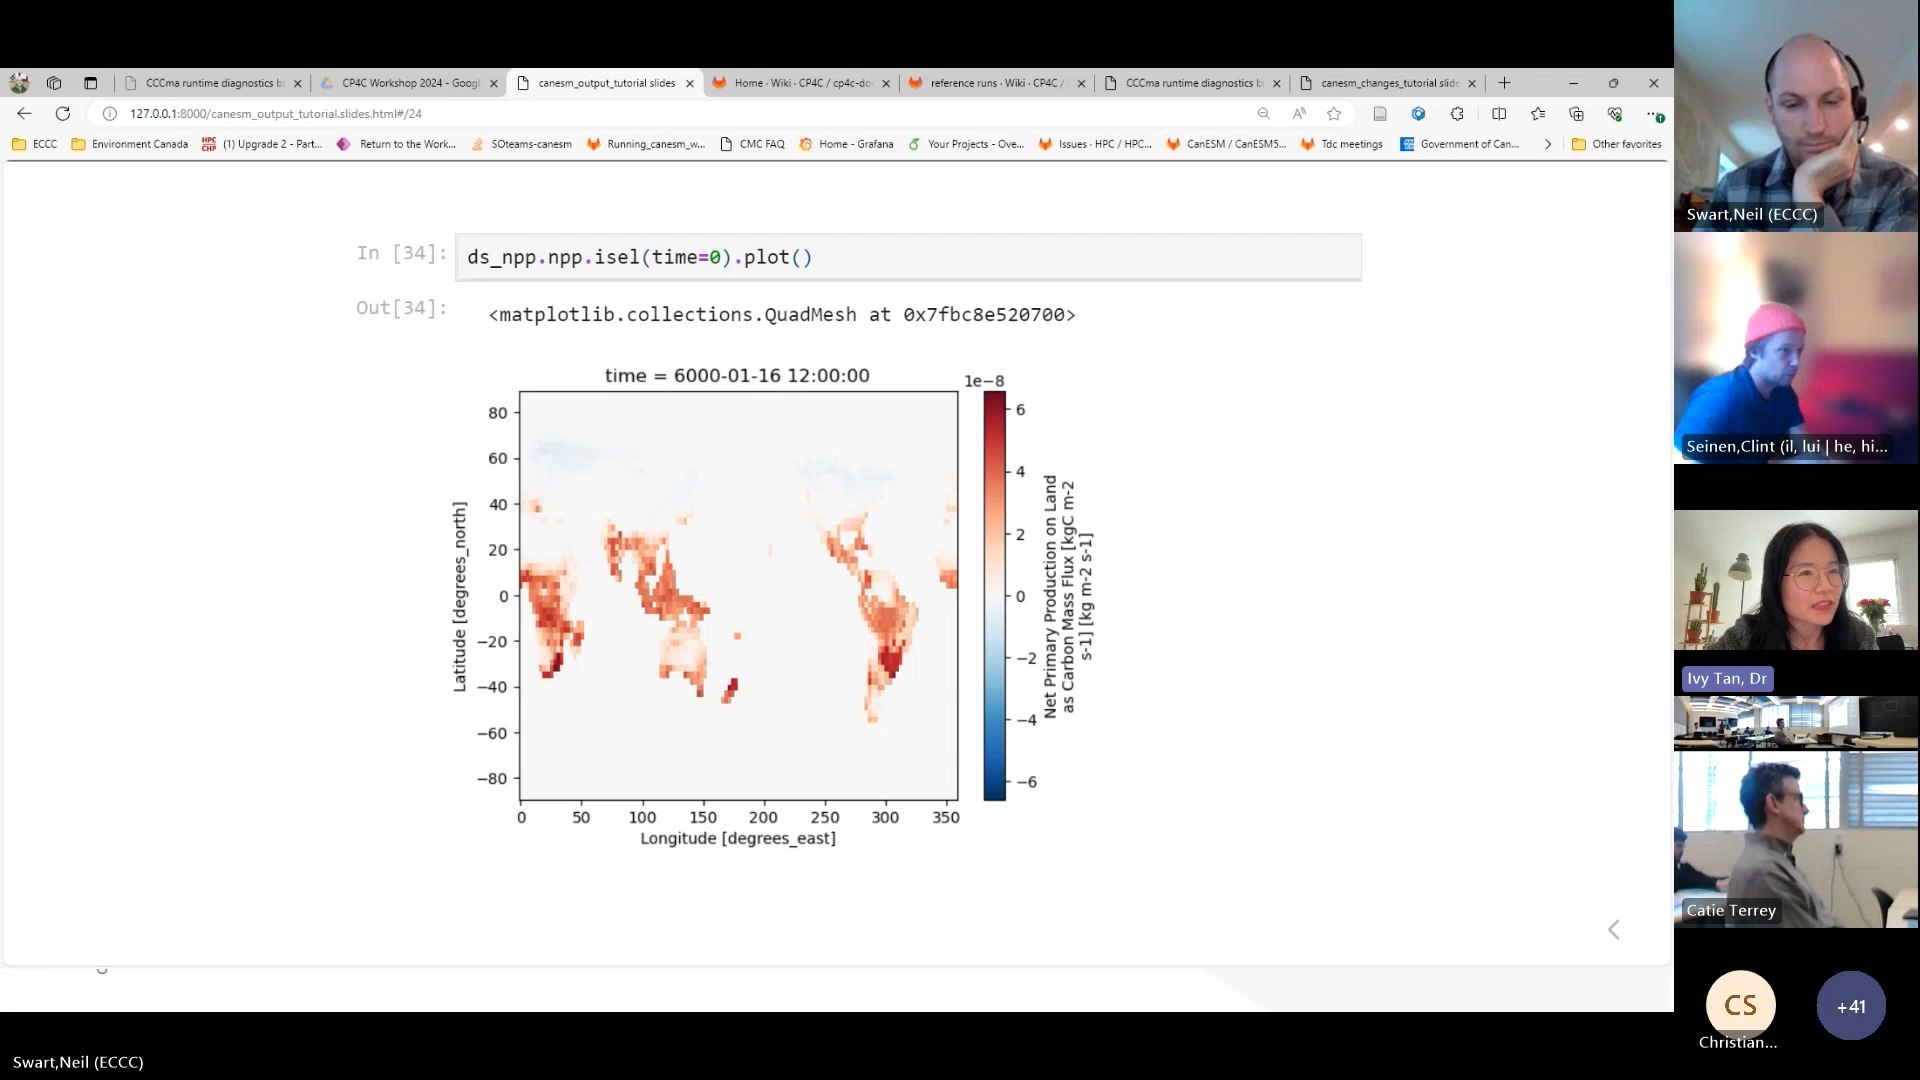 CCCma runtime diagnostics b
CP4C Workshop 2024 - Googl
canesm_output_tutorial slides
Home · Wiki · CP4C / cp4c-do
reference runs · Wiki · CP4C /
CCCma runtime diagnostics b
canesm_changes_tutorial slide
127.0.0.1:8000/canesm_output_tutorial.slides.html#/24
ECCC
Environment Canada
HPC CHP
(1) Upgrade 2 - Part...
Return to the Work...
SOteams-canesm
Running_canesm_w...
CMC FAQ
Home - Grafana
Your Projects - Ove...
Issues · HPC / HPC...
CanESM / CanESM5...
Tdc meetings
Government of Can...
Other favorites
In [34]:
ds_npp.npp.isel(time=0).plot()
Out[34]:
<matplotlib.collections.QuadMesh at 0x7fbc8e520700>
time = 6000-01-16 12:00:00
1e−8
80
60
40
20
0
−20
−40
−60
−80
Latitude [degrees_north]
0
50
100
150
200
250
300
350
Longitude [degrees_east]
6
4
2
0
−2
−4
−6
Net Primary Production on Land
as Carbon Mass Flux [kgC m-2
s-1] [kg m-2 s-1]
Swart,Neil (ECCC)
Seinen,Clint (il, lui | he, hi...
Ivy Tan, Dr
Catie Terrey
CS
Christian...
+41
Swart,Neil (ECCC)